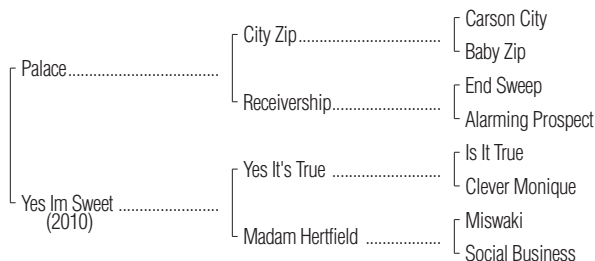 Carson City
City Zip
Baby Zip
Palace
End Sweep
Receivership
Alarming Prospect
Is It True
Yes It's True
Clever Monique
Yes Im Sweet
(2010)
Miswaki
Madam Hertfield
Social Business